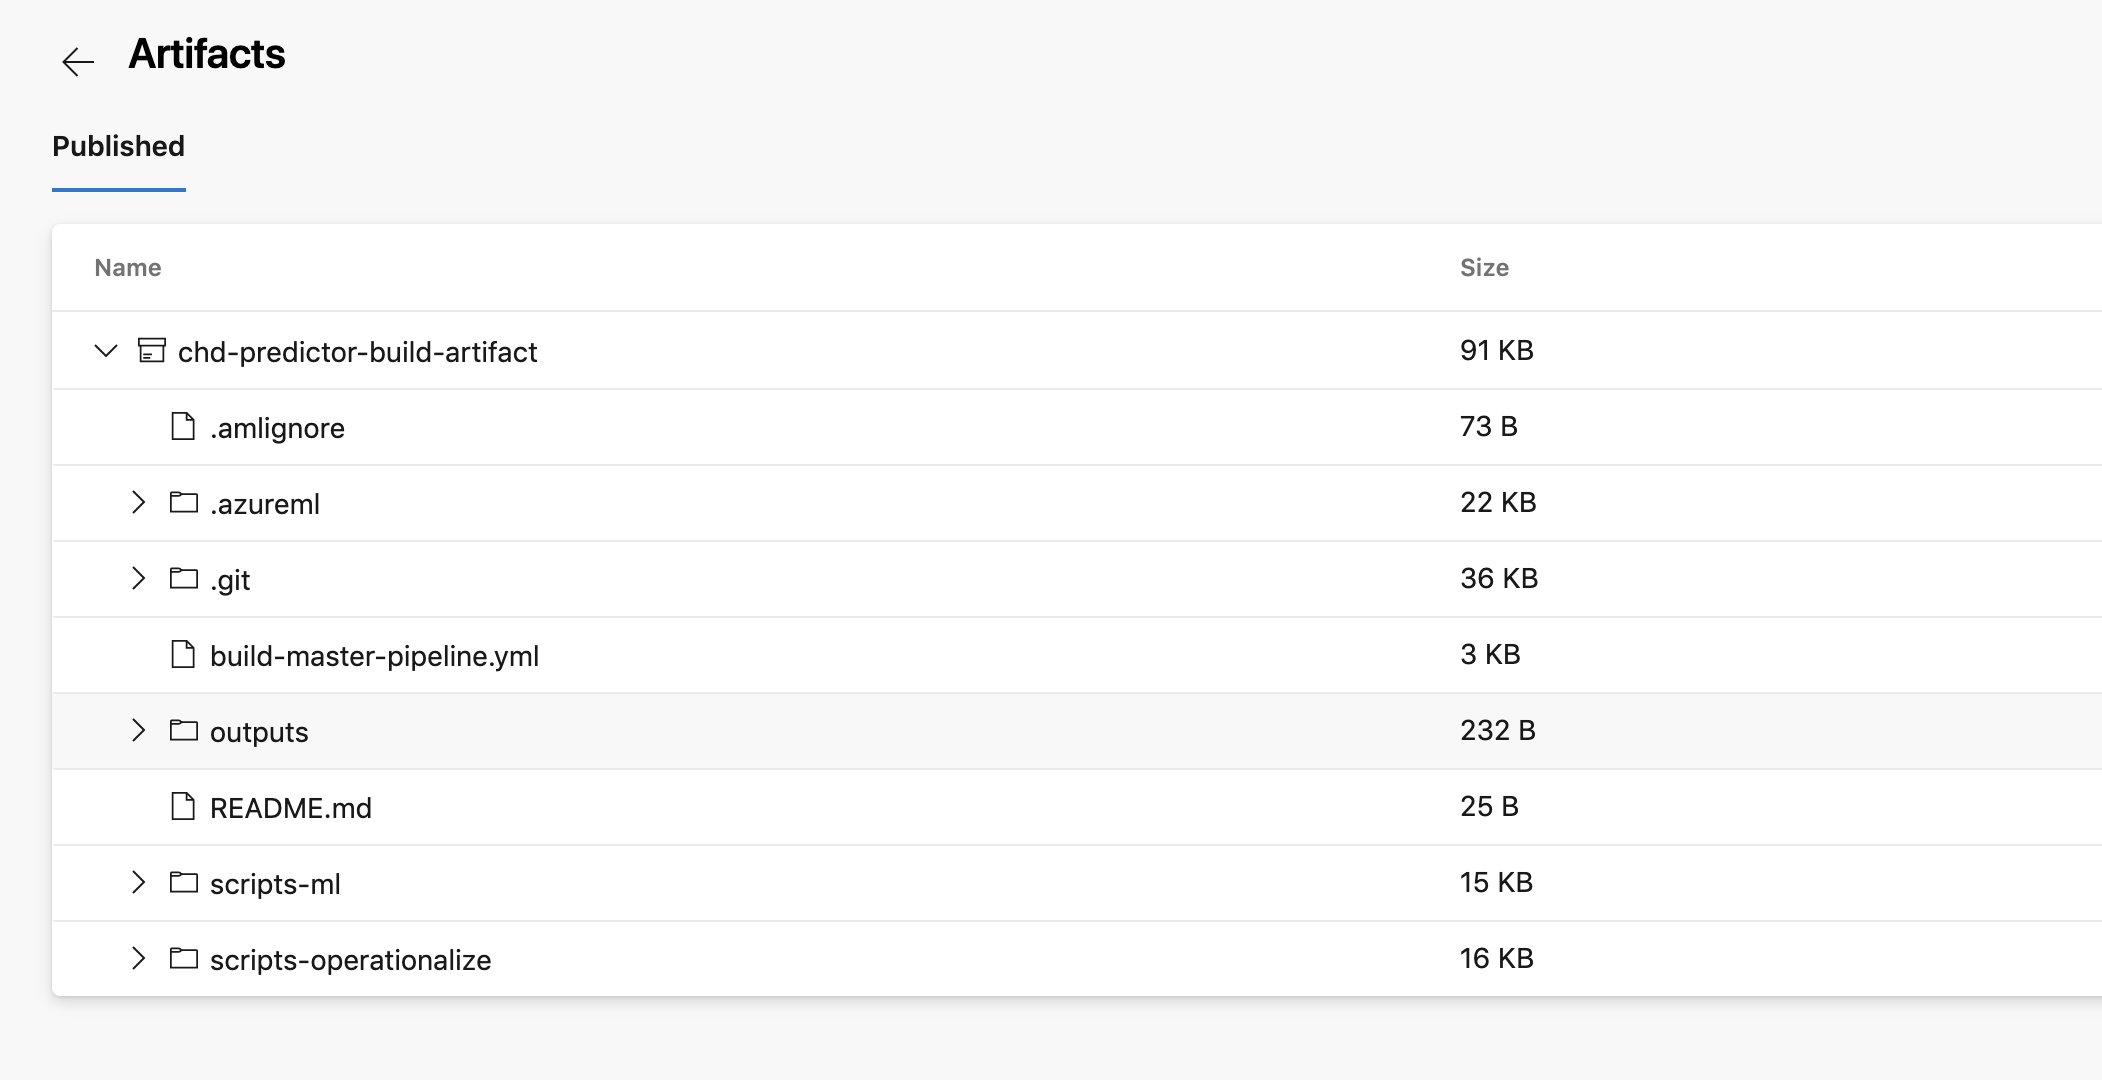 Artifacts
Published
Name Size
chd-predictor-build-artifact 91 KB
.amlignore 73 B
.azureml 22 KB
.git 36 KB
build-master-pipeline.yml 3 KB
outputs 232 B
README.md 25 B
scripts-ml 15 KB
scripts-operationalize 16 KB